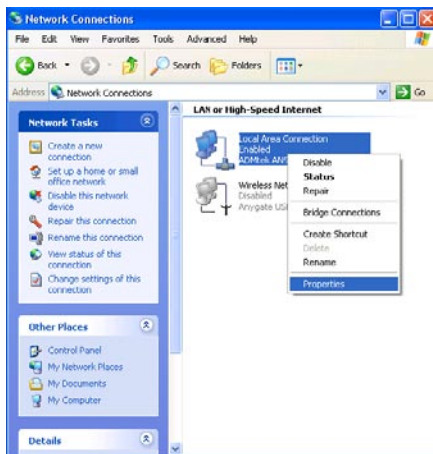 Network Connections
File Edit View Favorites Tools Advanced Help
Back Search Folders
Address Network Connections Go
Network Tasks
Create a new
connection
Set up a home or small
office network
Disable this network
device
Repair this connection
Rename this connection
View status of this
connection
Change settings of this
connection
Other Places
Control Panel
My Network Places
My Documents
My Computer
Details
LAN or High-Speed Internet
Local Area Connection
Enabled
ADMtek
Wireless Net
Disabled
Anygate
Disable
Status
Repair
Bridge Connections
Create Shortcut
Delete
Rename
Properties